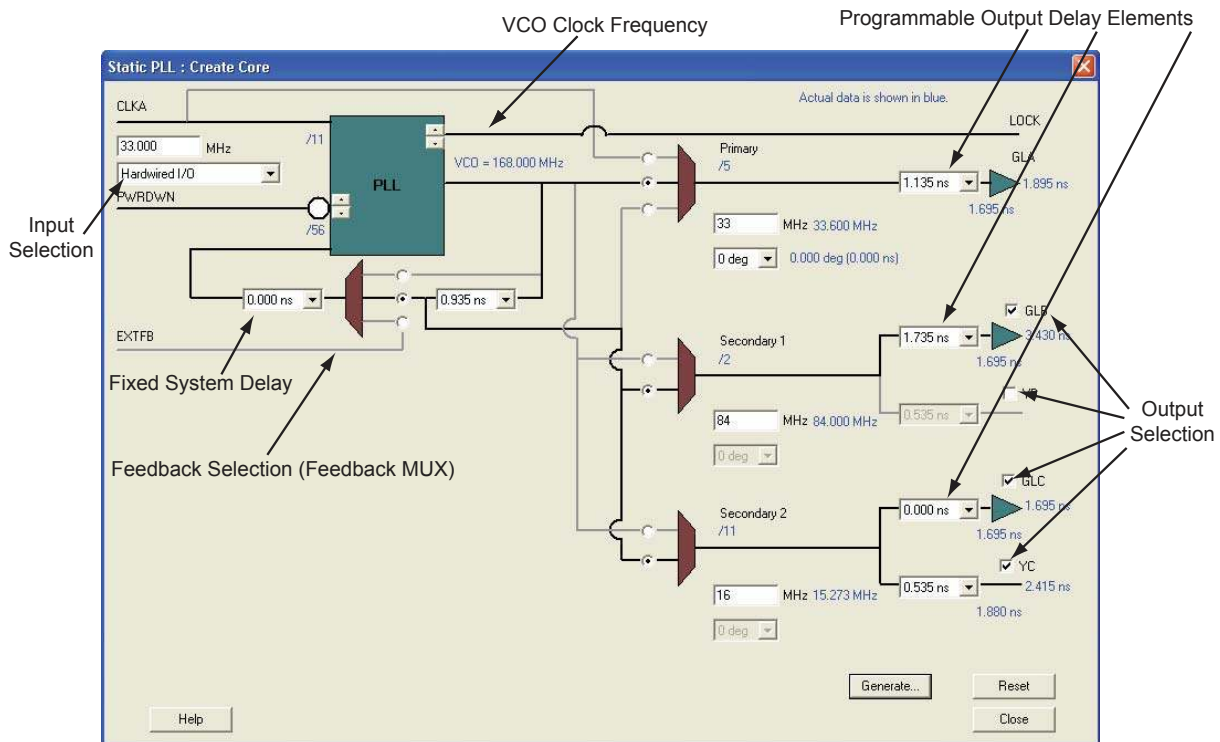 VCO Clock Frequency
Programmable Output Delay Elements
Static PLL : Create Core
CLKA
Actual data is shown in blue.
LOCK
/11
33.000 MHz
VCO = 168.000 MHz
Primary
/5
GLA
Hardwired I/O
PLL
1.135 ns
1.895 ns
PWRDWN
1.695 ns
Input
Selection
/56
33 MHz 33.600 MHz
0 deg 0.000 deg (0.000 ns)
0.000 ns
0.935 ns
GLB
EXTFB
Secondary 1
/2
1.735 ns
3.430 ns
1.695 ns
Fixed System Delay
YB
Output
Selection
84 MHz 84.000 MHz
0.535 ns
0 deg
Feedback Selection (Feedback MUX)
GLC
Secondary 2
/11
0.000 ns
1.695 ns
1.695 ns
YC
16 MHz 15.273 MHz
0.535 ns
2.415 ns
1.880 ns
0 deg
Generate...
Reset
Help
Close